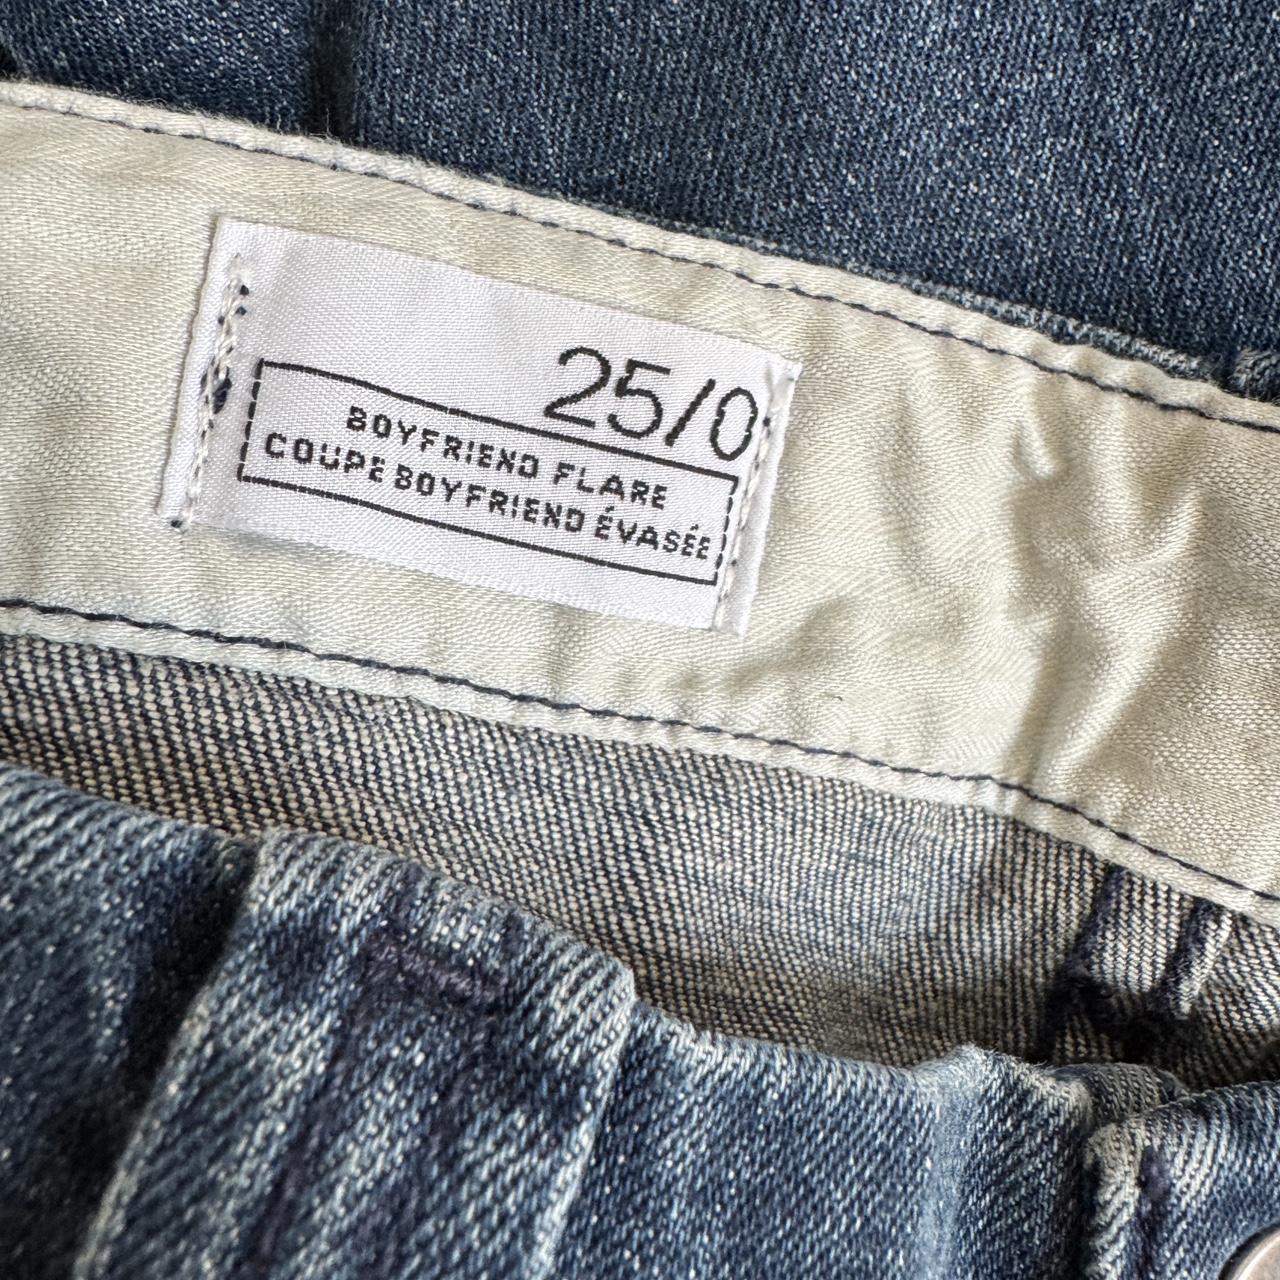 25/0
BOYFRIEND FLARE
COUPE BOYFRIEND ÉVASÉE